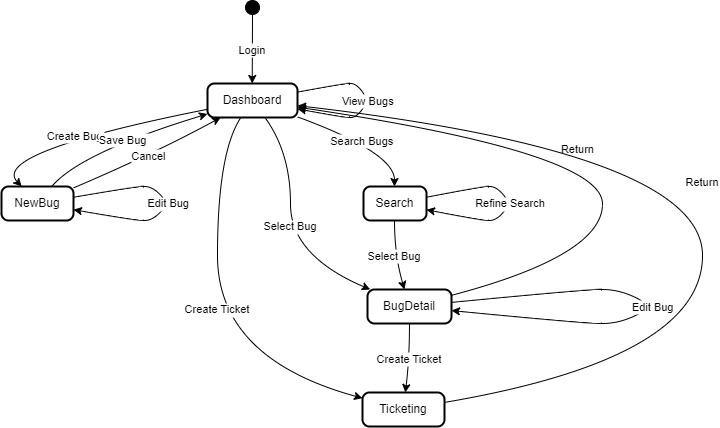 Login
Dashboard
View Bugs
Create Bug
Save Bug
Search Bugs
Return
Cancel
Return
NewBug
Edit Bug
Search
Refine Search
Select Bug
Select Bug
BugDetail
Edit Bug
Create Ticket
Create Ticket
Ticketing